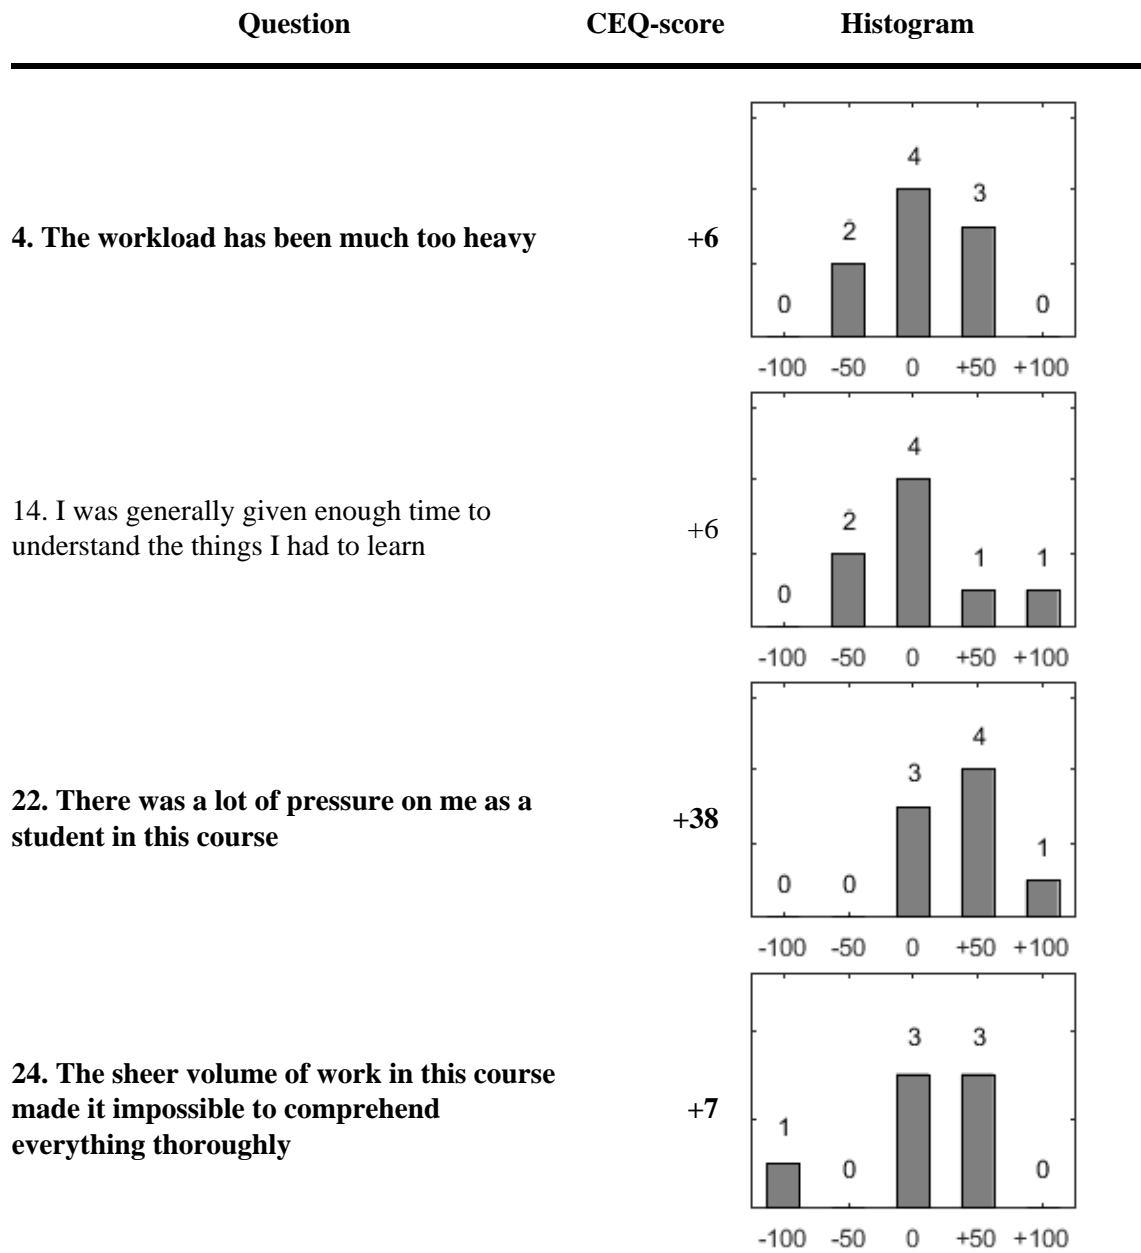 Question CEQ-score Histogram
4. The workload has been much too heavy +6
0 2 4 3 0
-100 -50 0 +50 +100
14. I was generally given enough time to
understand the things I had to learn
+6
0 2 4 1 1
-100 -50 0 +50 +100
22. There was a lot of pressure on me as a
student in this course
+38
0 0 3 4 1
-100 -50 0 +50 +100
24. The sheer volume of work in this course
made it impossible to comprehend
everything thoroughly
+7
1 0 3 3 0
-100 -50 0 +50 +100